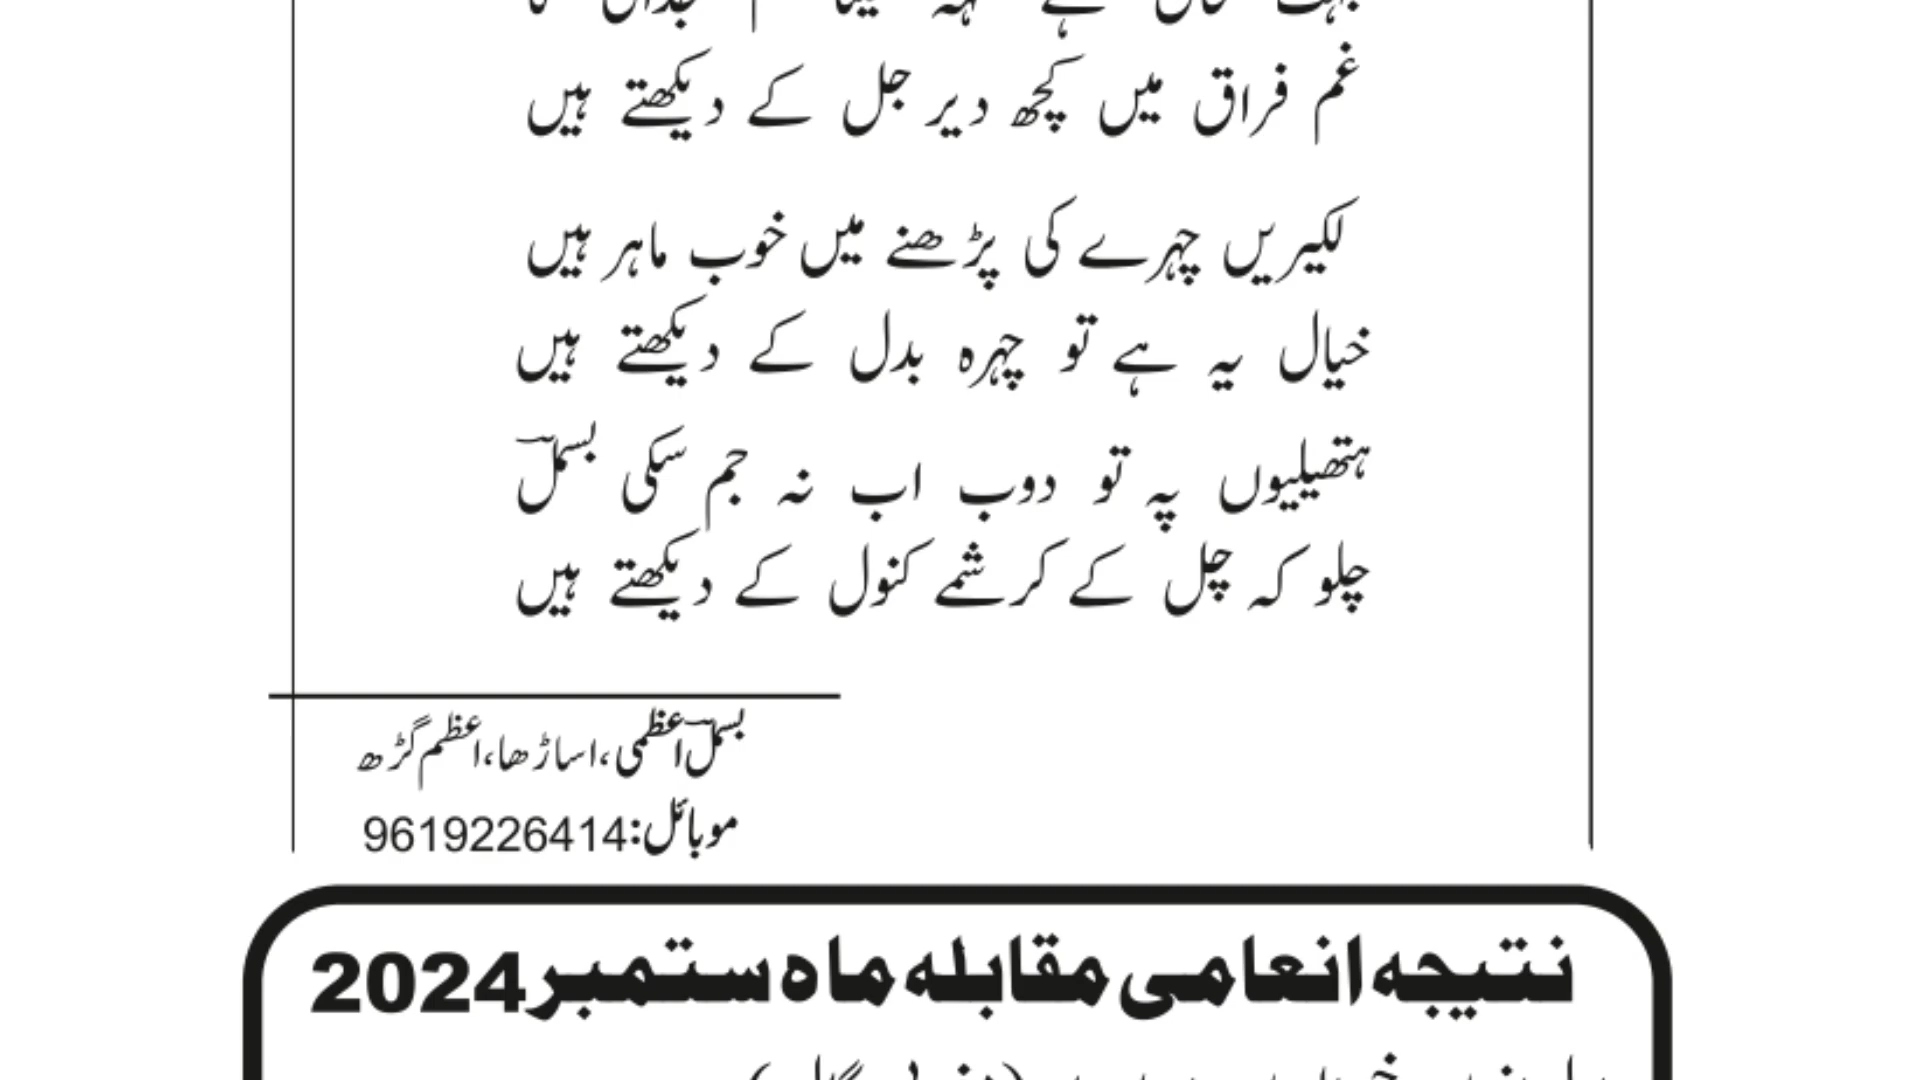 غم فراق میں کچھ دیر جل کے دیکھتے ہیں
لکیریں چہرے کی پڑھنے میں خوب ماہر ہیں
خیال یہ ہے تو چہرہ بدل کے دیکھتے ہیں
ہتھیلیوں پہ تو دوب اب نہ جم سکی بسملؔ
چلو کہ چل کے کرشمے کنول کے دیکھتے ہیں
بسملؔ اعظمی، اساڑھا، اعظم گڑھ
موبائل:9619226414
نتیجہ انعامی مقابلہ ماہ ستمبر2024